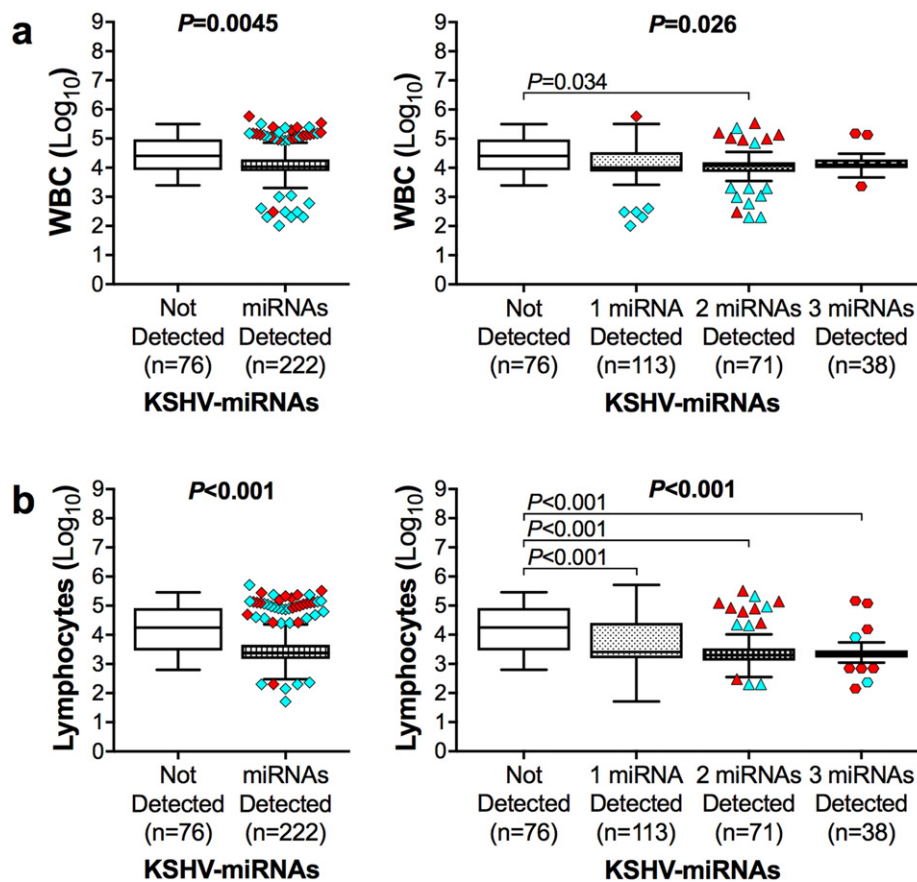 a
P=0.0045
WBC (Log10)
9
8
7
6
5
4
3
2
1
0
Not Detected (n=76)
miRNAs Detected (n=222)
KSHV-miRNAs
P=0.026
P=0.034
WBC (Log10)
9
8
7
6
5
4
3
2
1
0
Not Detected (n=76)
1 miRNA Detected (n=113)
2 miRNAs Detected (n=71)
3 miRNAs Detected (n=38)
KSHV-miRNAs
b
P<0.001
Lymphocytes (Log10)
9
8
7
6
5
4
3
2
1
0
Not Detected (n=76)
miRNAs Detected (n=222)
KSHV-miRNAs
P<0.001
P<0.001
P<0.001
P<0.001
Lymphocytes (Log10)
9
8
7
6
5
4
3
2
1
0
Not Detected (n=76)
1 miRNA Detected (n=113)
2 miRNAs Detected (n=71)
3 miRNAs Detected (n=38)
KSHV-miRNAs